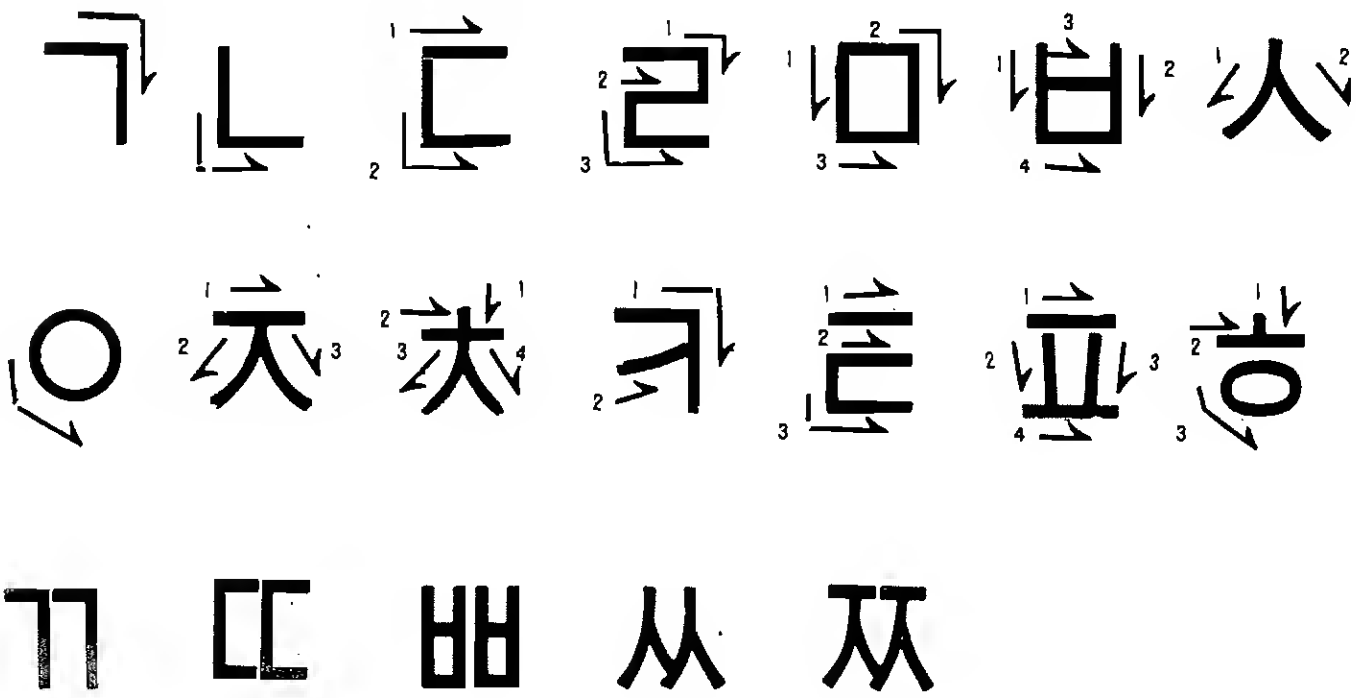 ㄱ ㄴ ㄷ ㄹ ㅁ ㅂ ㅅ
ㅇ ㅈ ㅊ ㅋ ㅌ ㅍ ㅎ
ㄲ ㄸ ㅃ ㅆ ㅉ